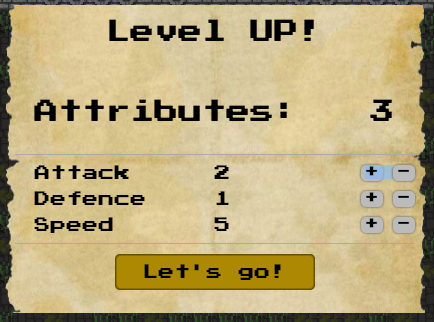 Level UP!
Attributes: 3
Attack 2 + -
Defence 1 + -
Speed 5 + -
Let's go!